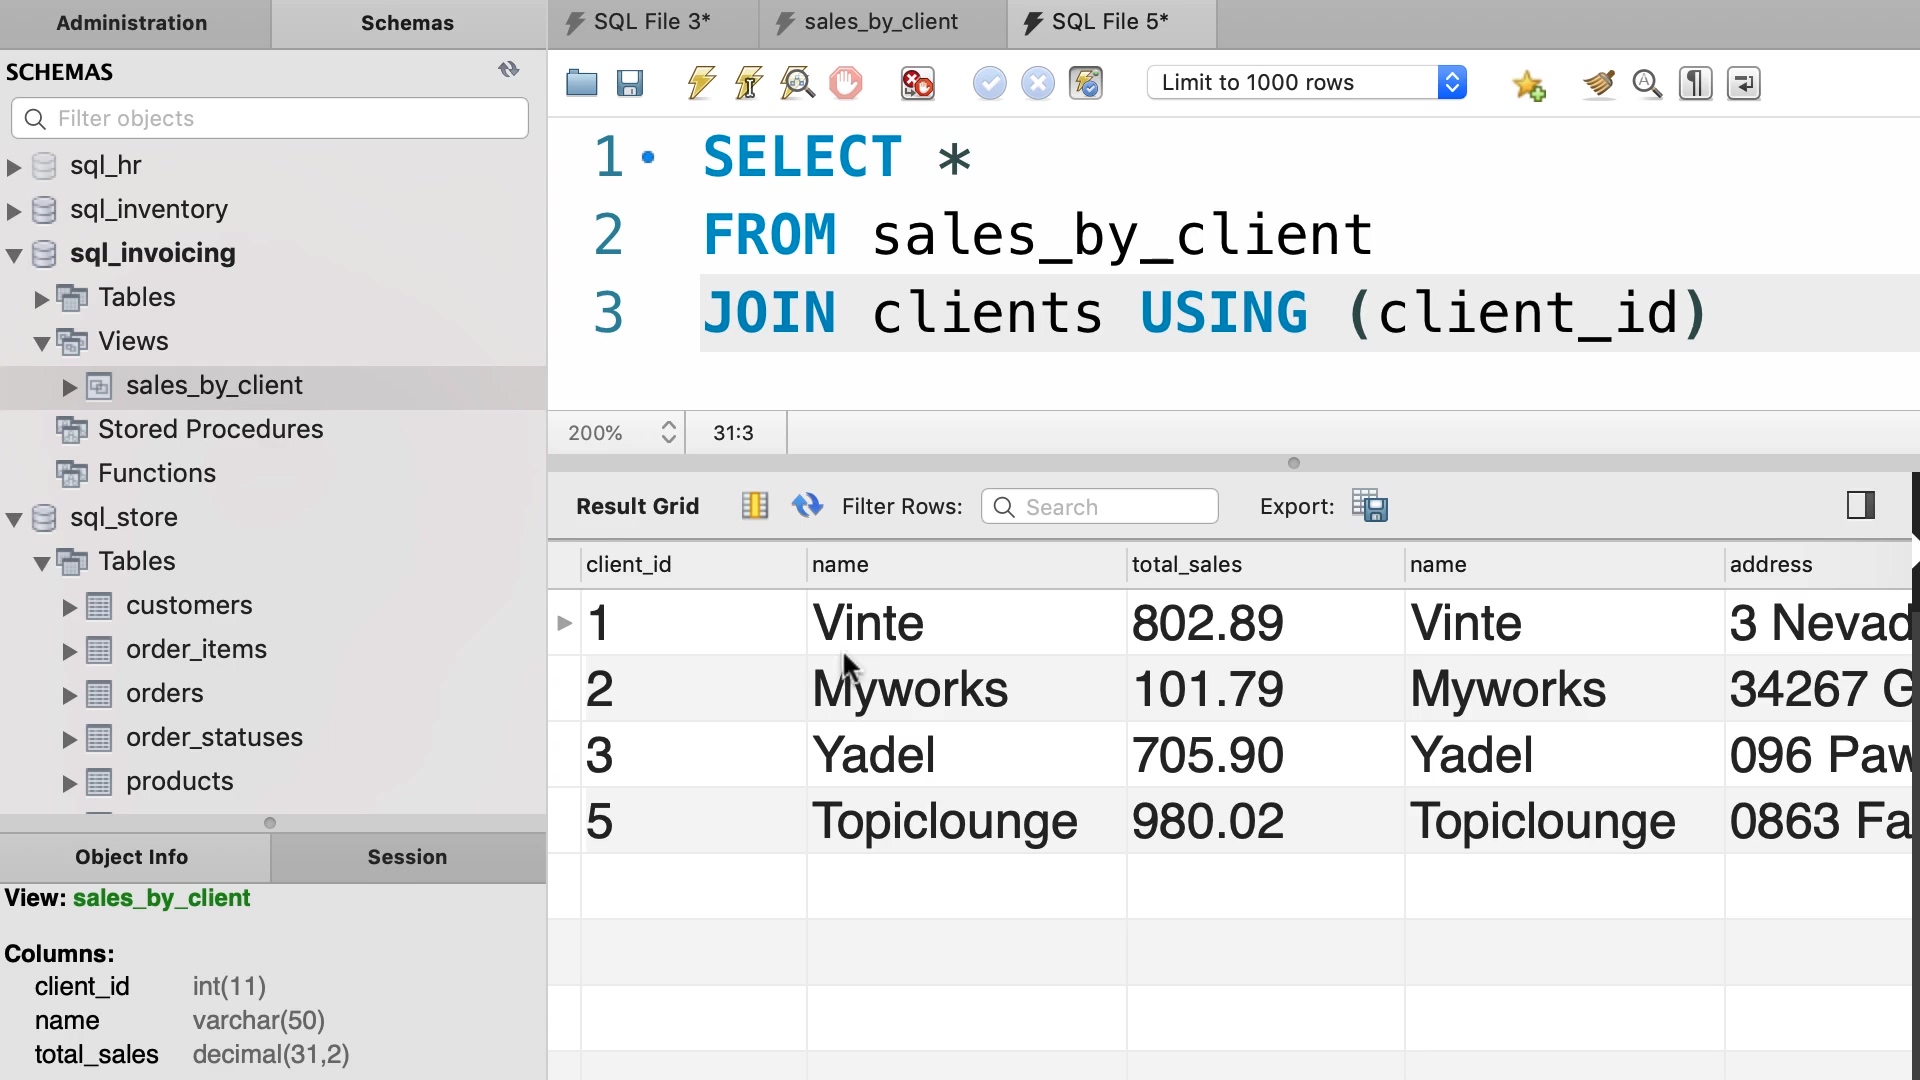 Administration
Schemas
SCHEMAS
Filter objects
sql_hr
sql_inventory
sql_invoicing
Tables
Views
sales_by_client
Stored Procedures
Functions
sql_store
Tables
customers
order_items
orders
order_statuses
products
Object Info
Session
View: sales_by_client
Columns:
client_id int(11)
name varchar(50)
total_sales decimal(31,2)
SQL File 3*
sales_by_client
SQL File 5*
Limit to 1000 rows
1 SELECT *
2 FROM sales_by_client
3 JOIN clients USING (client_id)
200% 31:3
Result Grid Filter Rows: Search Export:
client_id name total_sales name address
1 Vinte 802.89 Vinte 3 Nevad
2 Myworks 101.79 Myworks 34267 G
3 Yadel 705.90 Yadel 096 Paw
5 Topiclounge 980.02 Topiclounge 0863 Fa